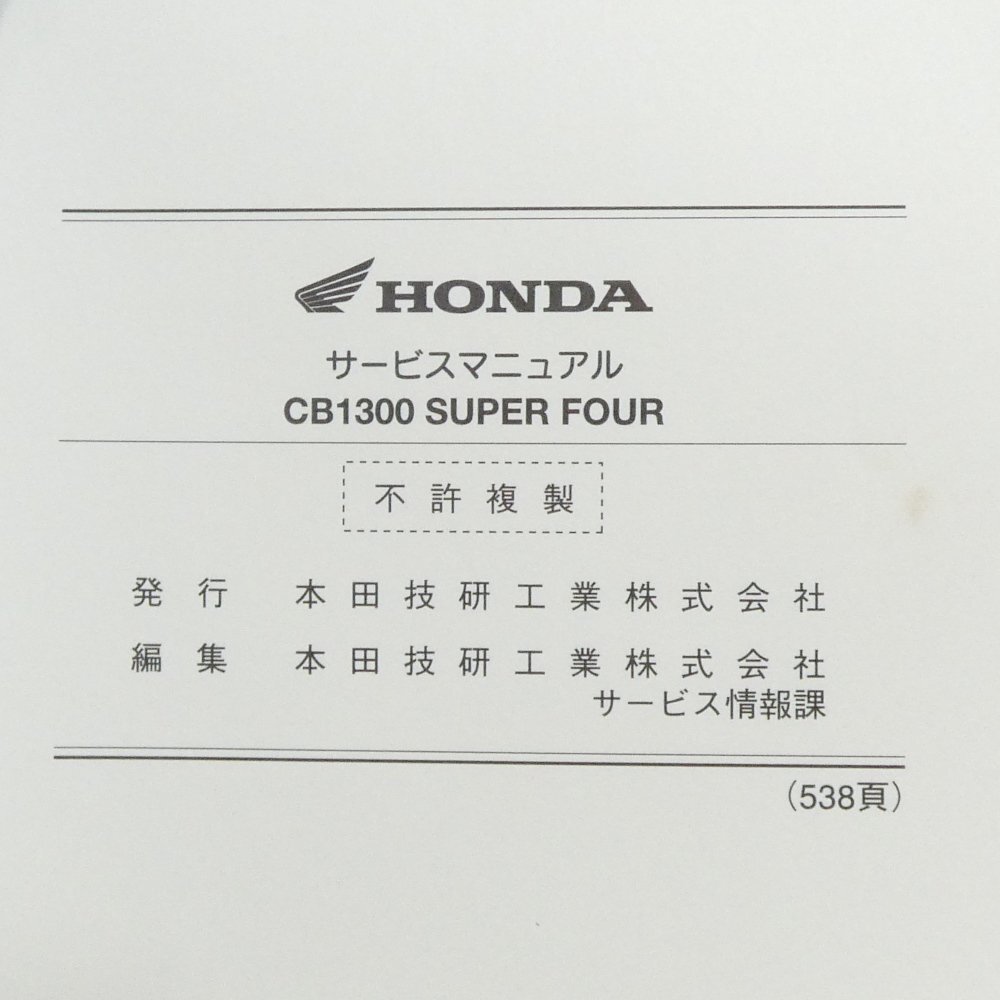 HONDA
サービスマニュアル
CB1300 SUPER FOUR
不許複製
発行 本田技研工業株式会社
編集 本田技研工業株式会社
サービス情報課
（538頁）